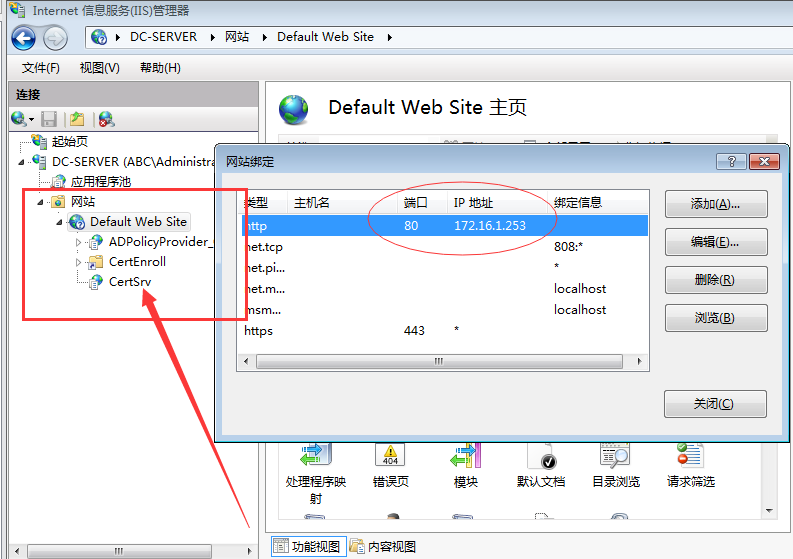 Internet 信息服务(IIS)管理器
DC-SERVER 网站 Default Web Site
文件(F) 视图(V) 帮助(H)
连接
起始页
DC-SERVER (ABC\Administra
应用程序池
网站
Default Web Site
ADPolicyProvider_
CertEnroll
CertSrv
Default Web Site 主页
网站绑定
类型 主机名 端口 IP 地址 绑定信息
http 80 172.16.1.253
net.tcp 808:*
net.pi... *
net.m... localhost
msm... localhost
https 443 *
添加(A)...
编辑(E)...
删除(R)
浏览(B)
关闭(C)
404
处理程序映射 错误页 模块 默认文档 目录浏览 请求筛选
功能视图 内容视图